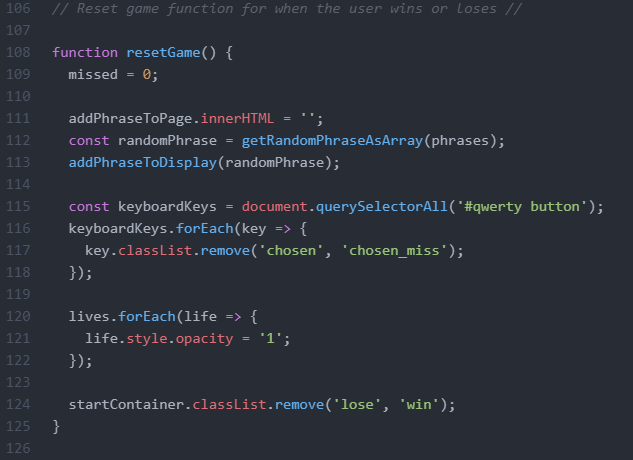 106 // Reset game function for when the user wins or loses //
107
108 function resetGame() {
109   missed = 0;
110
111   addPhraseToPage.innerHTML = '';
112   const randomPhrase = getRandomPhraseAsArray(phrases);
113   addPhraseToDisplay(randomPhrase);
114
115   const keyboardKeys = document.querySelectorAll('#qwerty button');
116   keyboardKeys.forEach(key => {
117     key.classList.remove('chosen', 'chosen_miss');
118   });
119
120   lives.forEach(life => {
121     life.style.opacity = '1';
122   });
123
124   startContainer.classList.remove('lose', 'win');
125 }
126